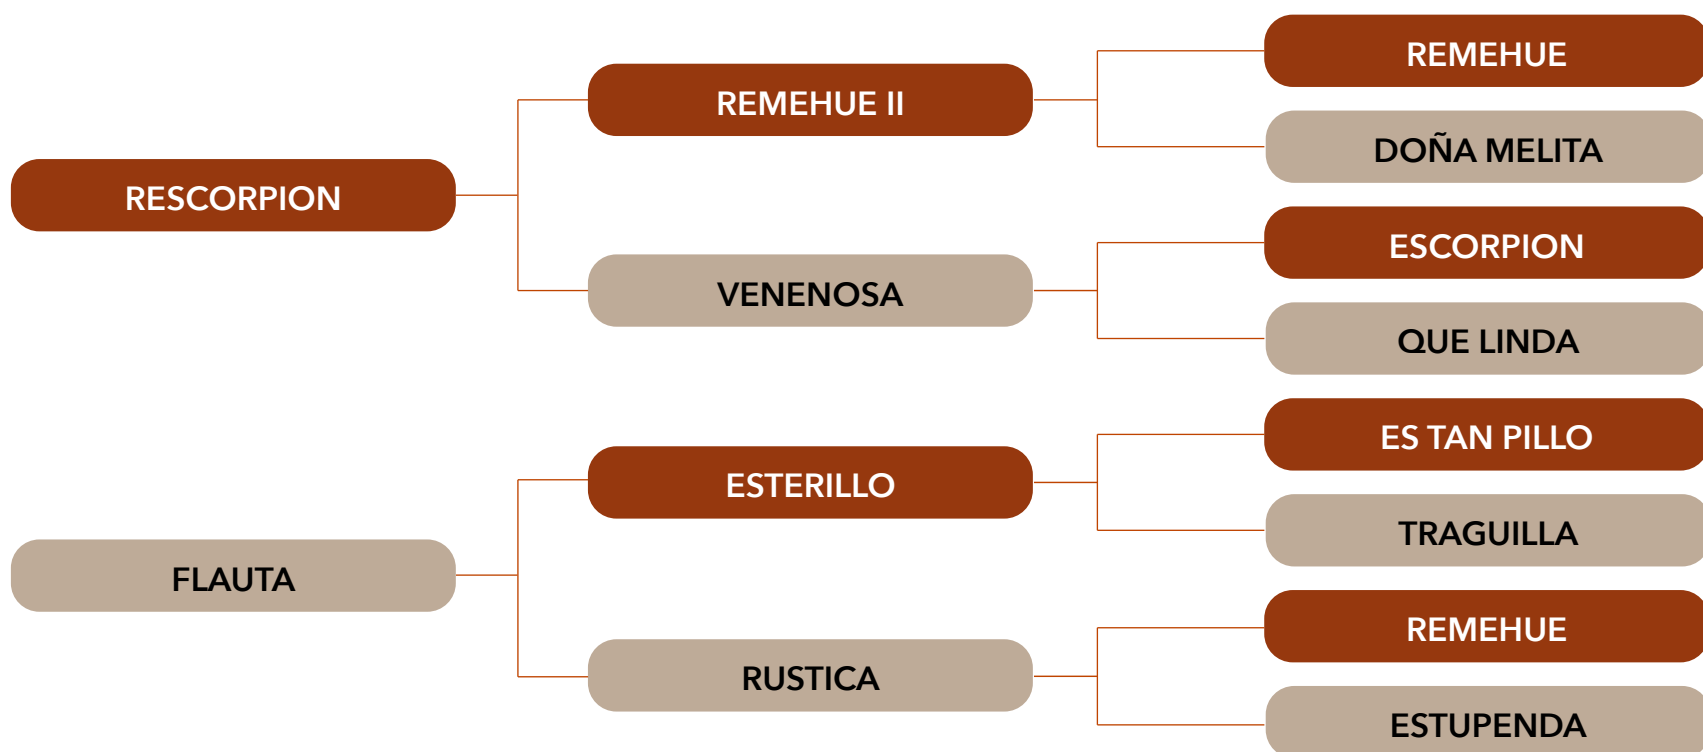 REMEHUE
REMEHUE II
DOÑA MELITA
RESCORPION
ESCORPION
VENENOSA
QUE LINDA
ES TAN PILLO
ESTERILLO
TRAGUILLA
FLAUTA
REMEHUE
RUSTICA
ESTUPENDA